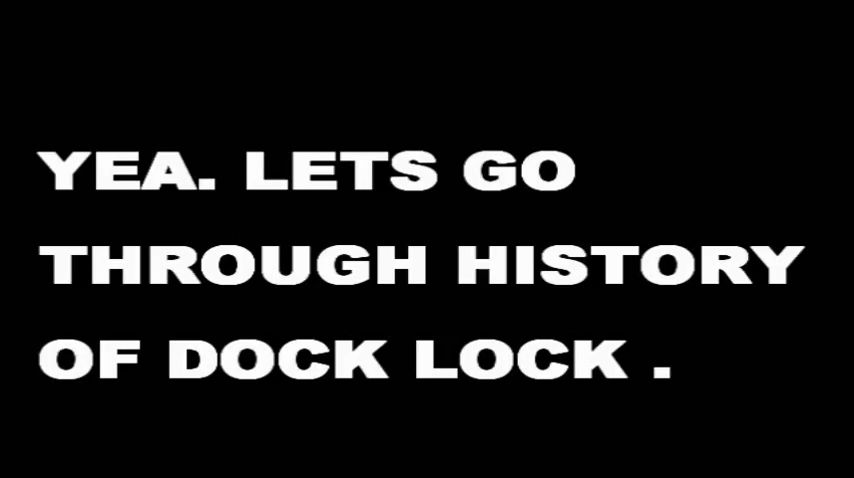 YEA. LETS GO
THROUGH HISTORY
OF DOCK LOCK .